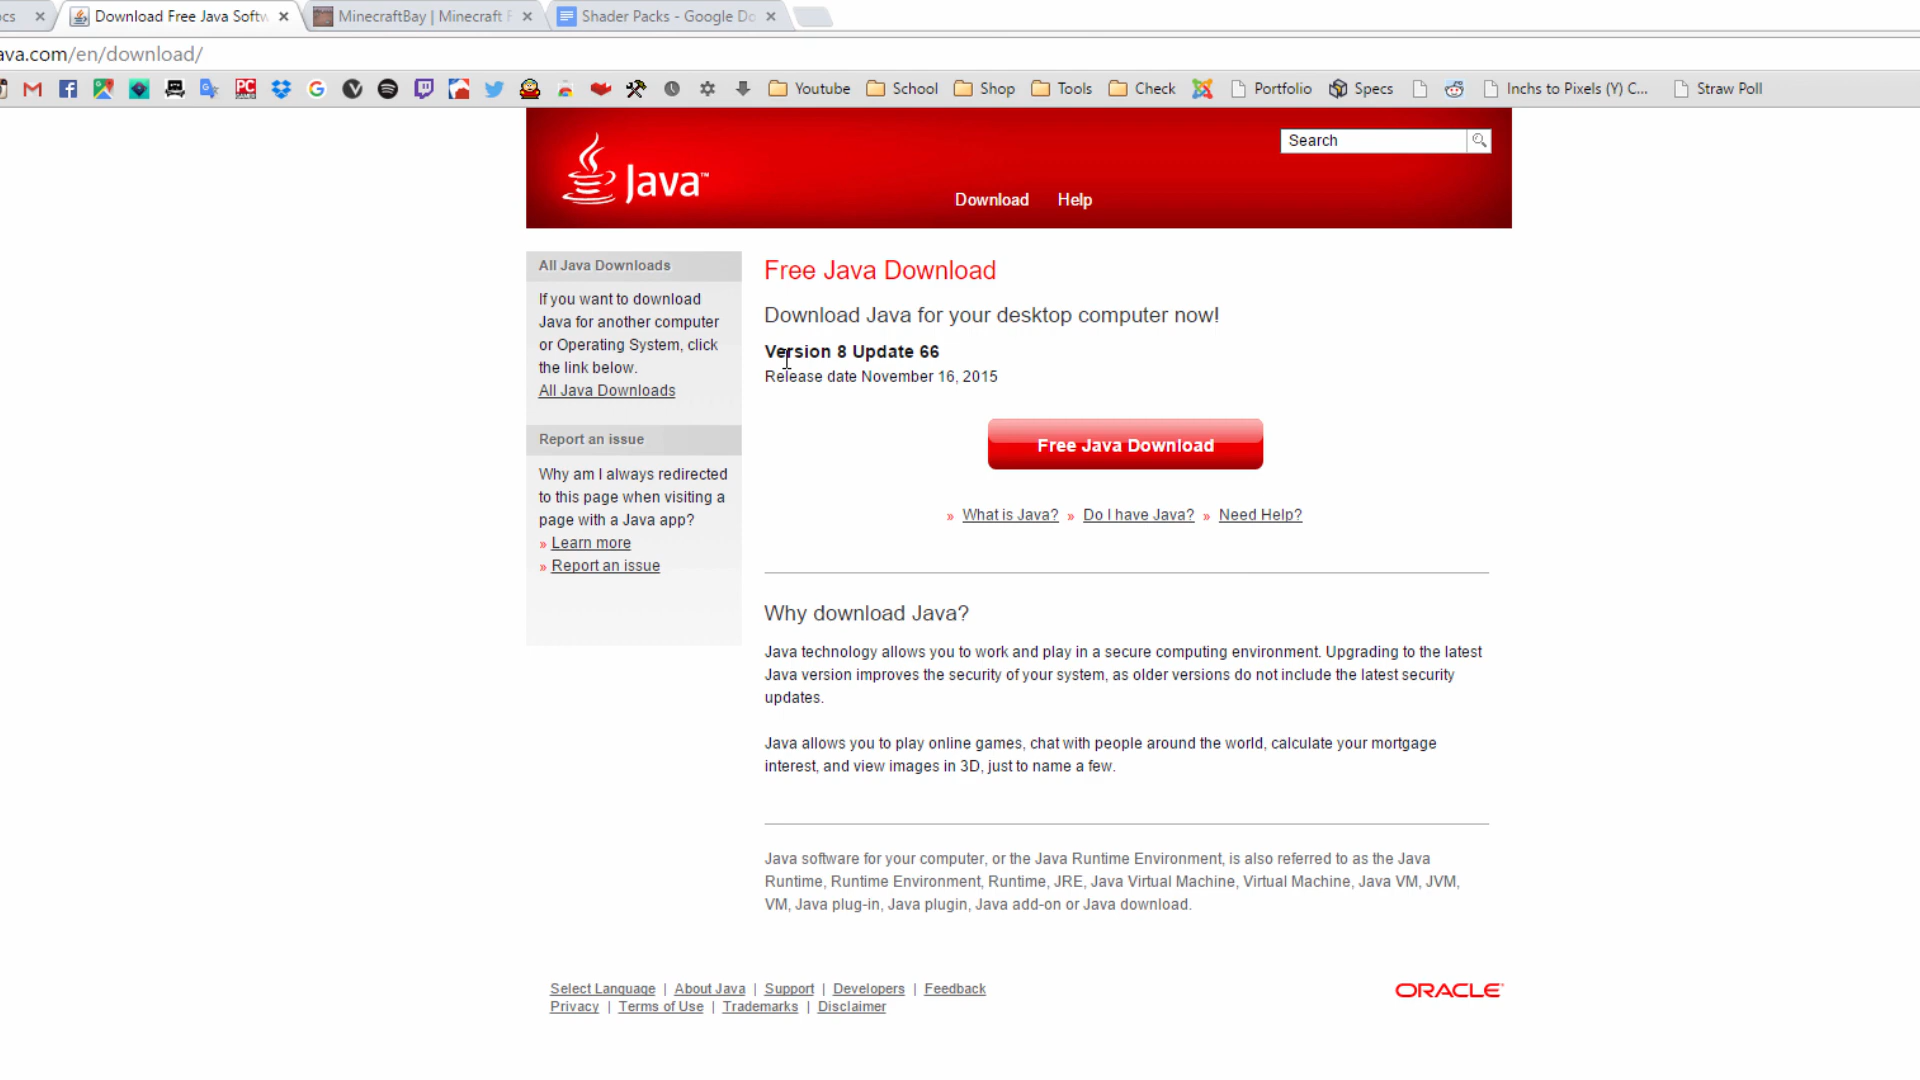 cs
Download Free Java Softw
MinecraftBay | Minecraft F
Shader Packs - Google Do
ava.com/en/download/
Youtube School Shop Tools Check Portfolio Specs Inchs to Pixels (Y) C... Straw Poll
Java™
Search
Download Help
All Java Downloads
If you want to download
Java for another computer
or Operating System, click
the link below.
All Java Downloads
Report an issue
Why am I always redirected
to this page when visiting a
page with a Java app?
» Learn more
» Report an issue
Free Java Download
Download Java for your desktop computer now!
Version 8 Update 66
Release date November 16, 2015
Free Java Download
» What is Java? » Do I have Java? » Need Help?
Why download Java?
Java technology allows you to work and play in a secure computing environment. Upgrading to the latest
Java version improves the security of your system, as older versions do not include the latest security
updates.
Java allows you to play online games, chat with people around the world, calculate your mortgage
interest, and view images in 3D, just to name a few.
Java software for your computer, or the Java Runtime Environment, is also referred to as the Java
Runtime, Runtime Environment, Runtime, JRE, Java Virtual Machine, Virtual Machine, Java VM, JVM,
VM, Java plug-in, Java plugin, Java add-on or Java download.
Select Language | About Java | Support | Developers | Feedback
Privacy | Terms of Use | Trademarks | Disclaimer
ORACLE